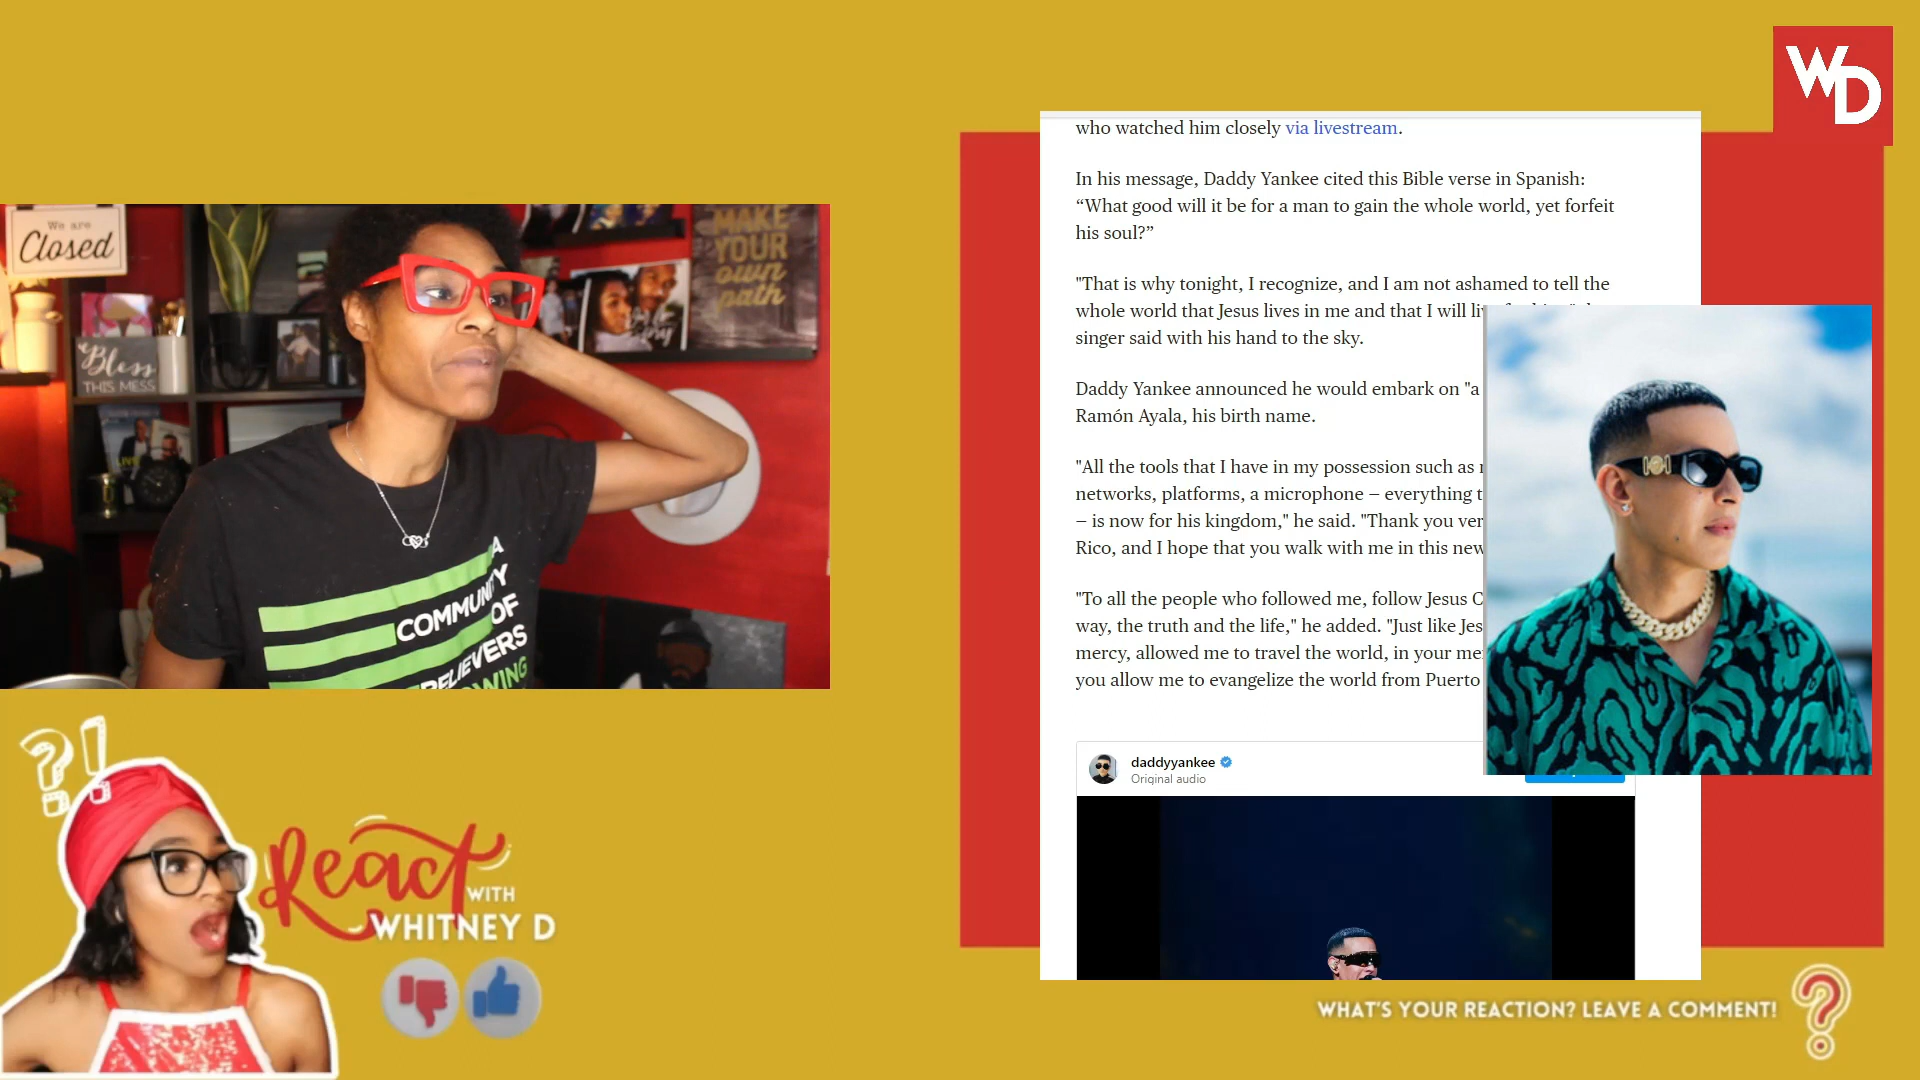 WD
We are
Closed
Bless
THIS MESS
MAKE
YOUR
own
path
A
COMMUNITY
OF
BELIEVERS
who watched him closely via livestream.
In his message, Daddy Yankee cited this Bible verse in Spanish:
“What good will it be for a man to gain the whole world, yet forfeit
his soul?”
"That is why tonight, I recognize, and I am not ashamed to tell the
whole world that Jesus lives in me and that I will
singer said with his hand to the sky.
Daddy Yankee announced he would embark on "a
Ramón Ayala, his birth name.
"All the tools that I have in my possession such as
networks, platforms, a microphone – everything
– is now for his kingdom," he said. "Thank you
Rico, and I hope that you walk with me in this new
"To all the people who followed me, follow Jesus
way, the truth and the life," he added. "Just like
mercy, allowed me to travel the world, in your
you allow me to evangelize the world from Puerto
daddyyankee
Original audio
?!
React
WITH
WHITNEY D
WHAT'S YOUR REACTION? LEAVE A COMMENT!
?